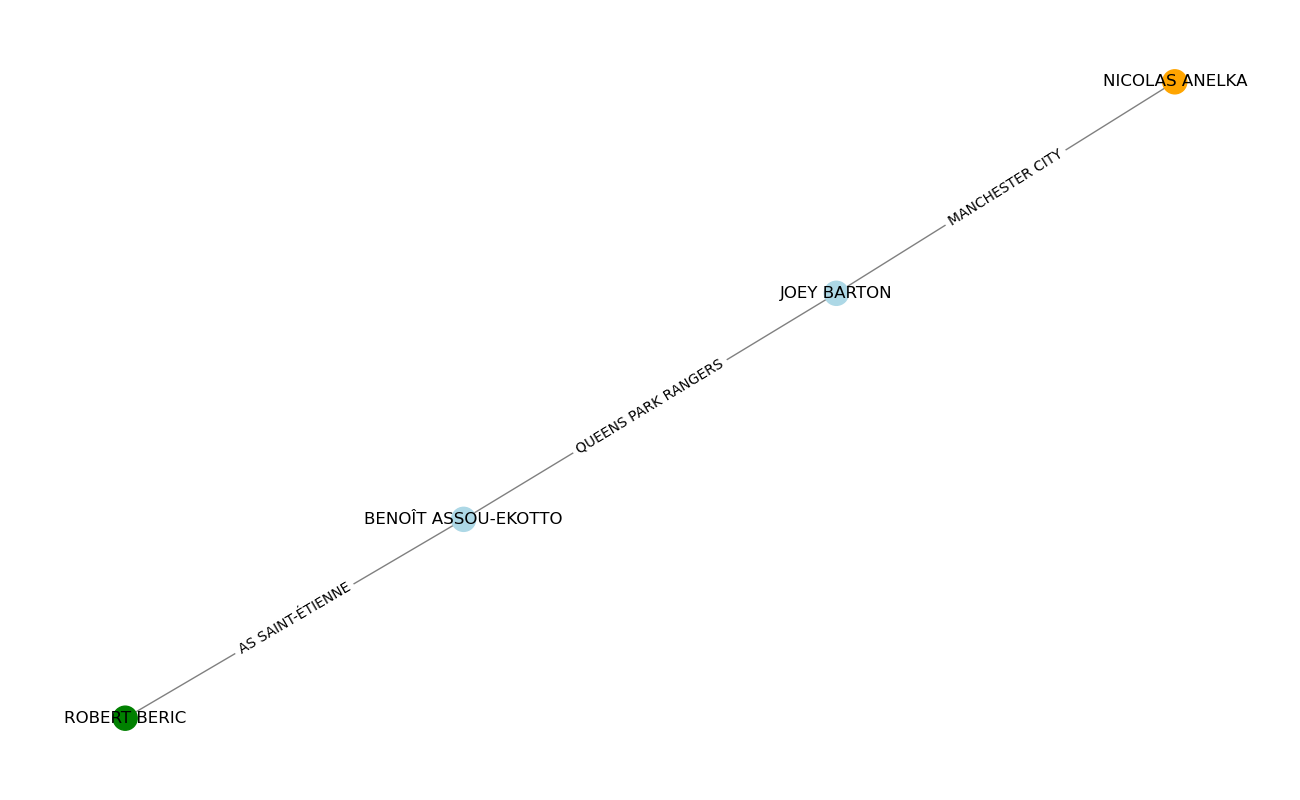 NICOLAS ANELKA
MANCHESTER CITY
JOEY BARTON
QUEENS PARK RANGERS
BENOÎT ASSOU-EKOTTO
AS SAINT-ÉTIENNE
ROBERT BERIC